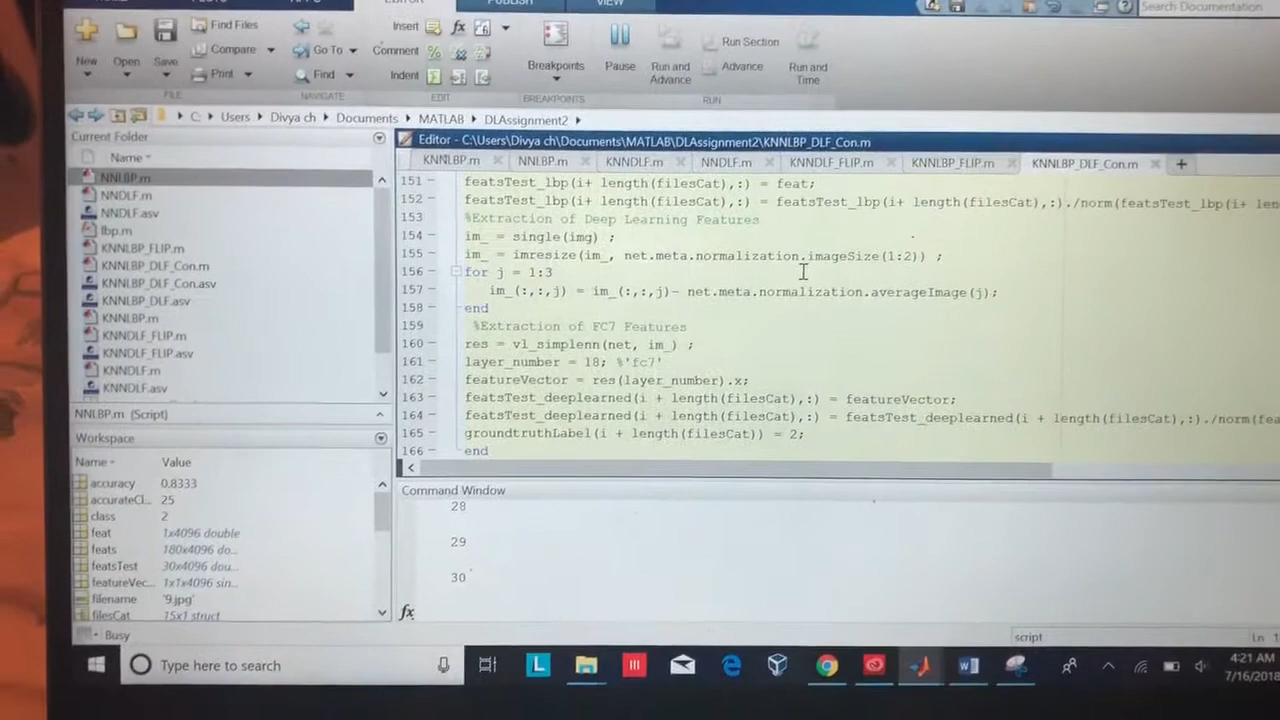 EDITOR
PUBLISH
VIEW
Search Documentation
Find Files
Insert
fx
Compare
Go To
Comment
Breakpoints
Pause
Run Section
Advance
New
Open
Save
Print
Find
Indent
Run and
Advance
Run and
Time
FILE
NAVIGATE
EDIT
BREAKPOINTS
RUN
C: Users Divya ch Documents MATLAB DLAssignment2
Current Folder
Editor - C:\Users\Divya ch\Documents\MATLAB\DLAssignment2\KNNLBP_DLF_Con.m
KNNLBP.m NNLBP.m KNNDLF.m NNDLF.m KNNDLF_FLIP.m KNNLBP_FLIP.m KNNLBP_DLF_Con.m
Name
NNLBP.m
NNDLF.m
NNDLF.asv
lbp.m
KNNLBP_FLIP.m
KNNLBP_DLF_Con.m
KNNLBP_DLF_Con.asv
KNNLBP_DLF.asv
KNNLBP.m
KNNDLF_FLIP.m
KNNDLF_FLIP.asv
KNNDLF.m
KNNDLF.asv
151 featsTest_lbp(i+ length(filesCat),:) = feat;
152 featsTest_lbp(i+ length(filesCat),:) = featsTest_lbp(i+ length(filesCat),:)./norm(featsTest_lbp(i+ len
153 %Extraction of Deep Learning Features
154 im_ = single(img) ;
155 im_ = imresize(im_, net.meta.normalization.imageSize(1:2)) ;
156 for j = 1:3
157 im_(:,:,j) = im_(:,:,j)- net.meta.normalization.averageImage(j);
158 end
159 %Extraction of FC7 Features
160 res = vl_simplenn(net, im_) ;
161 layer_number = 18; %'fc7'
162 featureVector = res(layer_number).x;
163 featsTest_deeplearned(i + length(filesCat),:) = featureVector;
164 featsTest_deeplearned(i + length(filesCat),:) = featsTest_deeplearned(i + length(filesCat),:)./norm(fea
165 groundtruthLabel(i + length(filesCat)) = 2;
166 end
NNLBP.m (Script)
Workspace
Name Value
accuracy 0.8333
accurateCl... 25
class 2
feat 1x4096 double
feats 180x4096 do...
featsTest 30x4096 dou...
featureVec... 1x1x4096 sin...
filename '9.jpg'
filesCat 15x1 struct
Command Window
28
29
30
fx
Busy
script
Ln
Type here to search
4:21 AM
7/16/2018